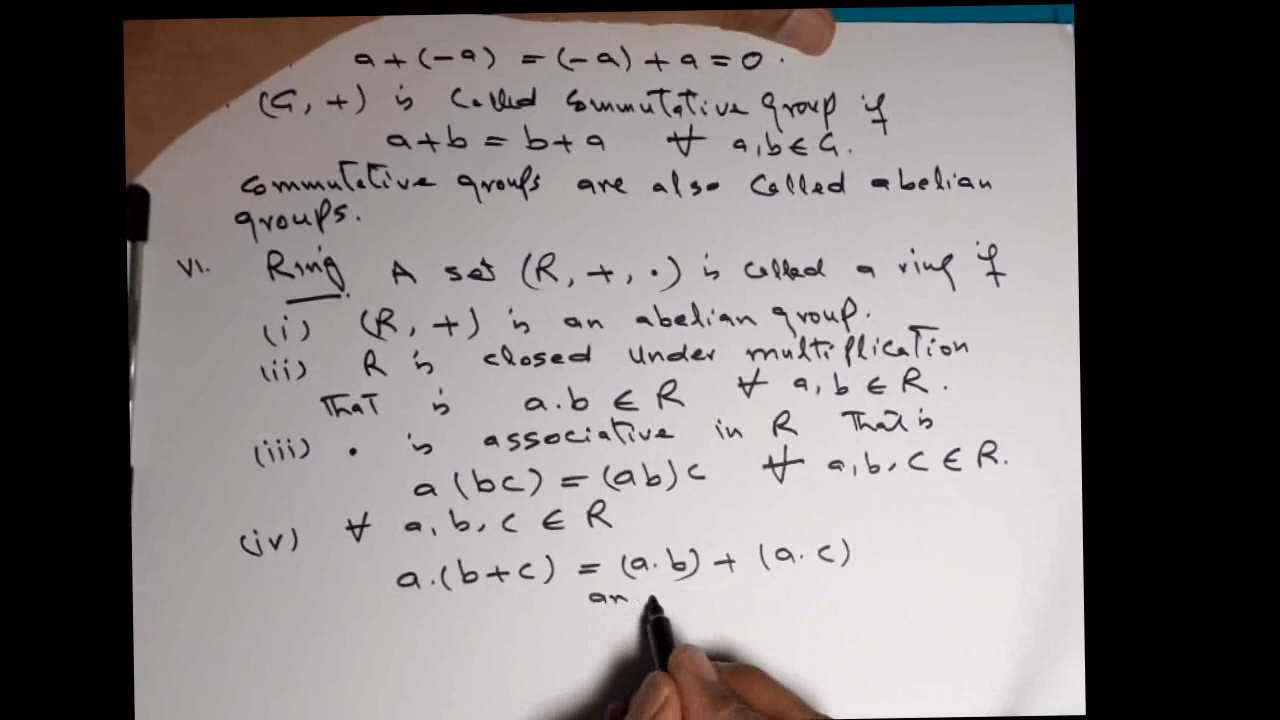 a + (-a) = (-a) + a = 0.
(G, +) is called commutative group if
a + b = b + a ∀ a, b ∈ G.
commutative groups are also called abelian
groups.
VI. Ring. A set (R, +, ·) is called a ring if
(i) (R, +) is an abelian group.
(ii) R is closed under multiplication
That is a.b ∈ R ∀ a, b ∈ R.
(iii) · is associative in R That is
a(bc) = (ab)c ∀ a, b, c ∈ R.
(iv) ∀ a, b, c ∈ R
a.(b+c) = (a.b) + (a.c)
an